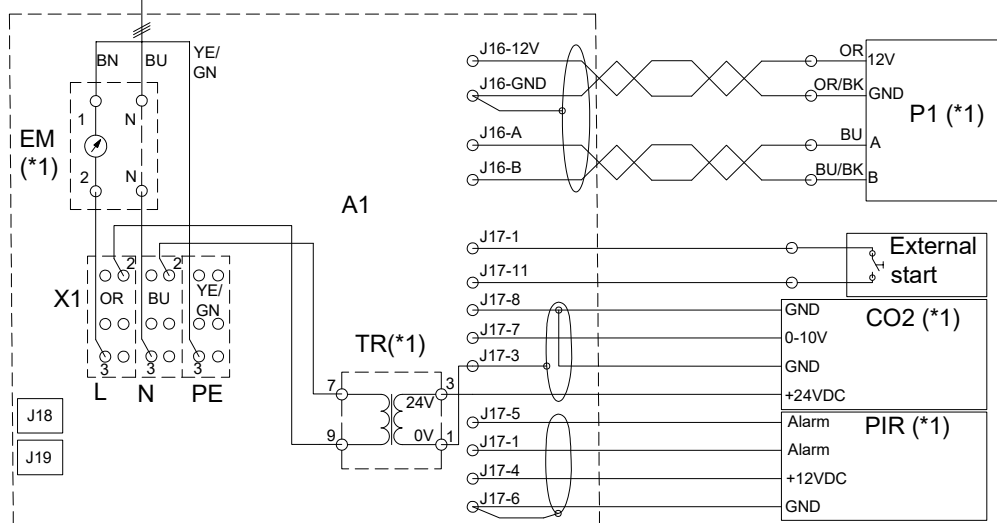 BN
BU
YE/
GN
EM
(*1)
1
N
2
N
A1
X1
2
2
OR
BU
YE/
GN
3
3
3
L
N
PE
J18
J19
TR(*1)
7
3
24V
9
0V
1
J16-12V
J16-GND
J16-A
J16-B
OR
12V
OR/BK
GND
P1 (*1)
BU
A
BU/BK
B
J17-1
J17-11
External
start
J17-8
GND
CO2 (*1)
J17-7
0-10V
J17-3
GND
+24VDC
J17-5
Alarm
PIR (*1)
J17-1
Alarm
J17-4
+12VDC
J17-6
GND